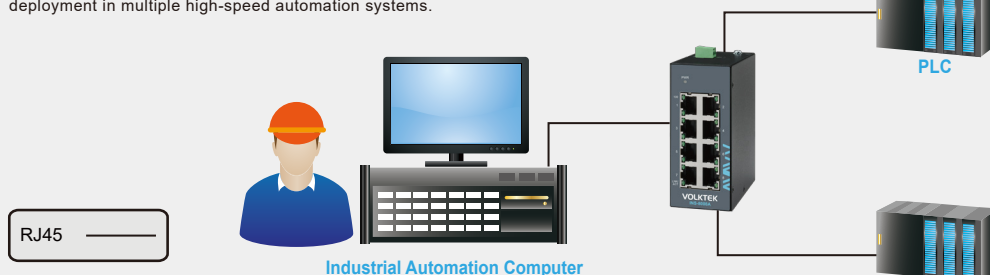 deployment in multiple high-speed automation systems.
PLC
VOLKTEK
RJ45
Industrial Automation Computer